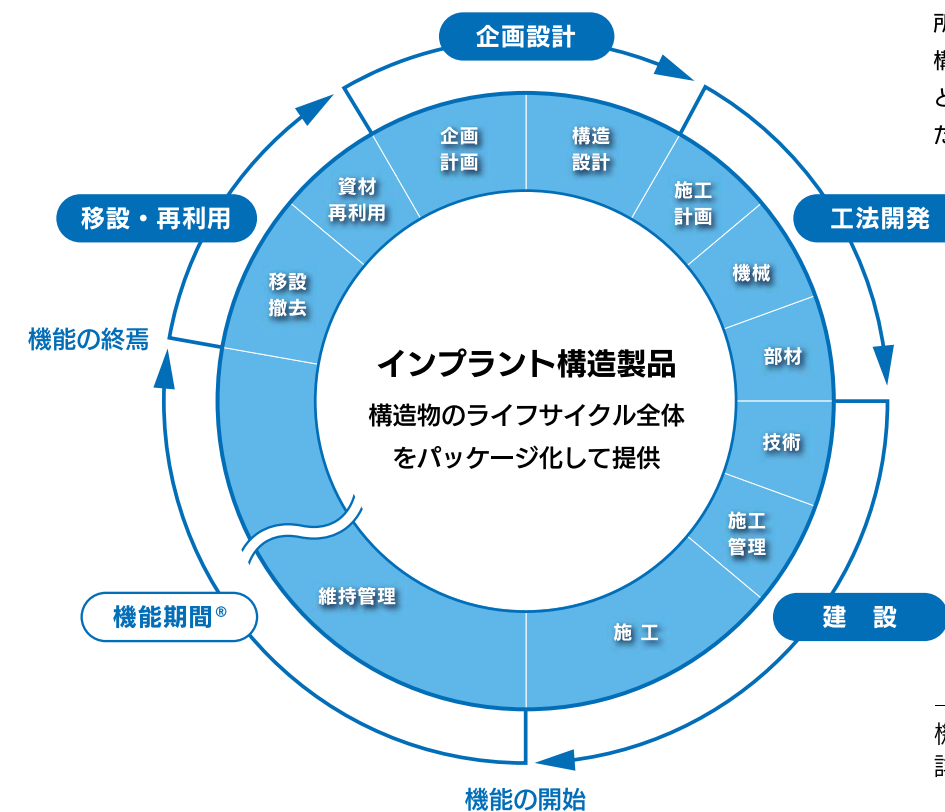 企画設計
企画
計画
構造
設計
施工
計画
機械
部材
技術
施工
管理
施 工
維持管理
移設
撤去
資材
再利用
工法開発
建　設
機能の開始
機能期間®
機能の終焉
移設・再利用
インプラント構造製品
構造物のライフサイクル全体
をパッケージ化して提供